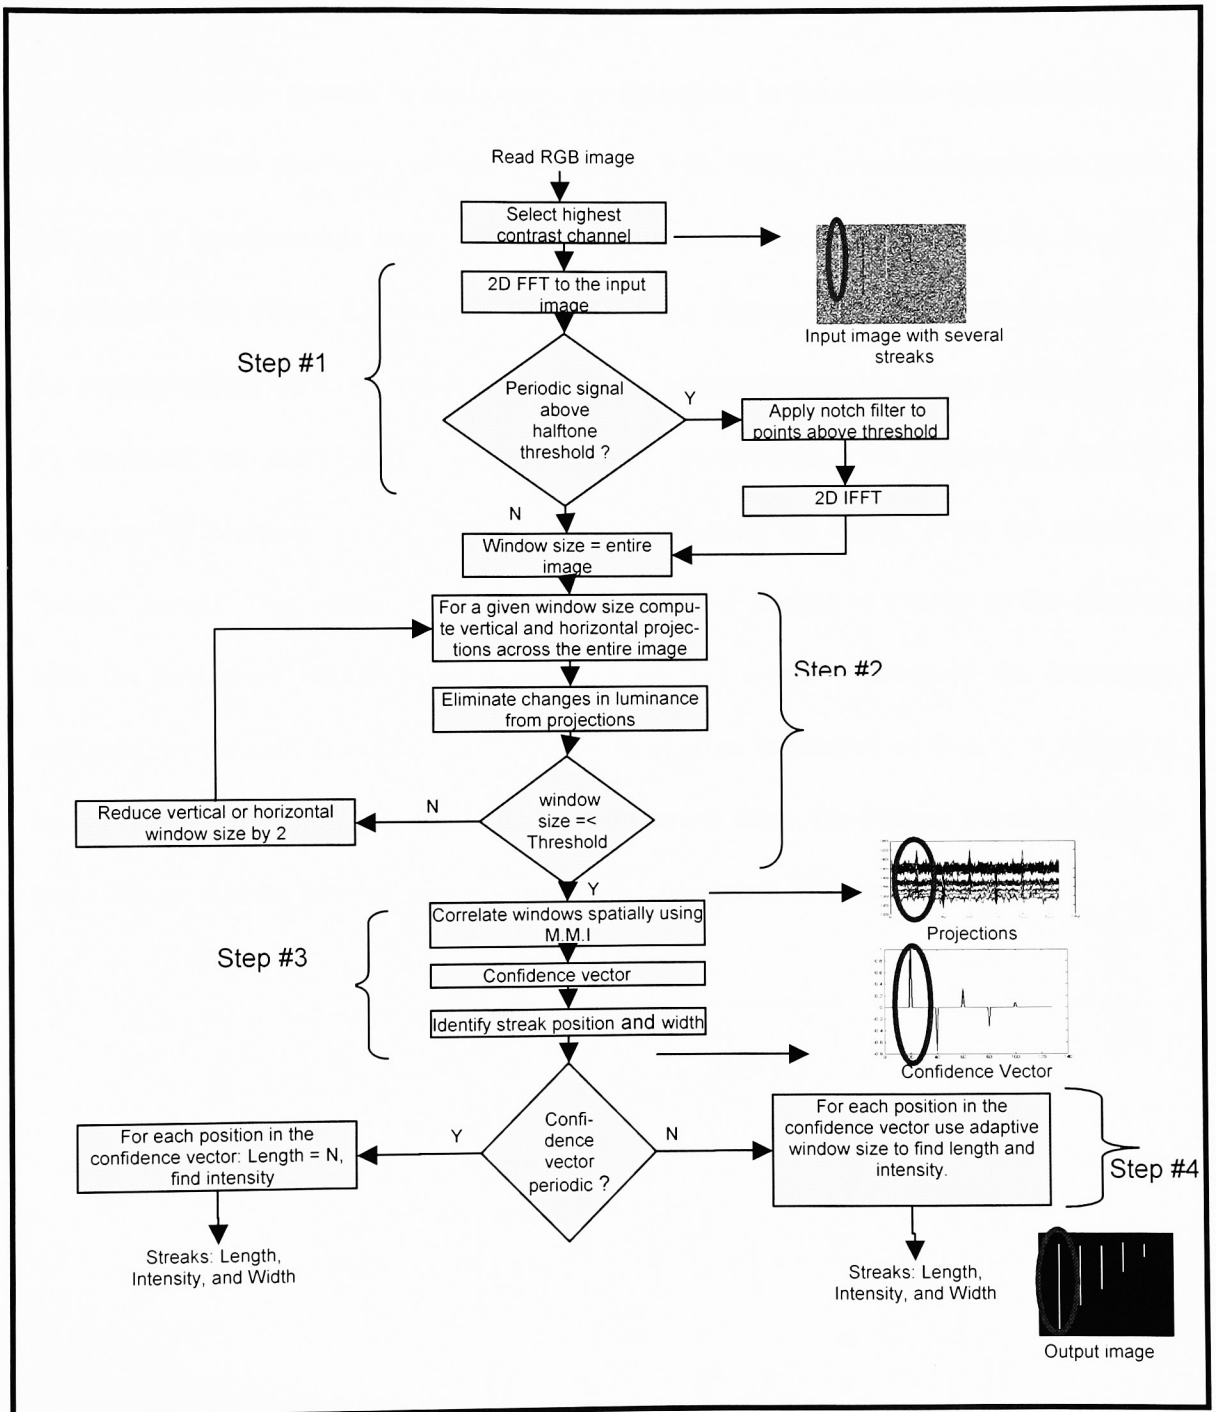 Read RGB image
Select highest
contrast channel
2D FFT to the input
image
Input image with several
streaks
Step #1
Periodic signal
above
halftone
threshold ?
Y
Apply notch filter to
points above threshold
2D IFFT
N
Window size = entire
image
For a given window size compu-
te vertical and horizontal projec-
tions across the entire image
Step #2
Eliminate changes in luminance
from projections
window
size =<
Threshold
N
Reduce vertical or horizontal
window size by 2
Y
Correlate windows spatially using
M.M.I
Projections
Step #3
Confidence vector
Identify streak position and width
Confidence Vector
Confi-
dence
vector
periodic ?
Y
For each position in the
confidence vector: Length = N,
find intensity
N
For each position in the
confidence vector use adaptive
window size to find length and
intensity.
Step #4
Streaks: Length,
Intensity, and Width
Streaks: Length,
Intensity, and Width
Output image